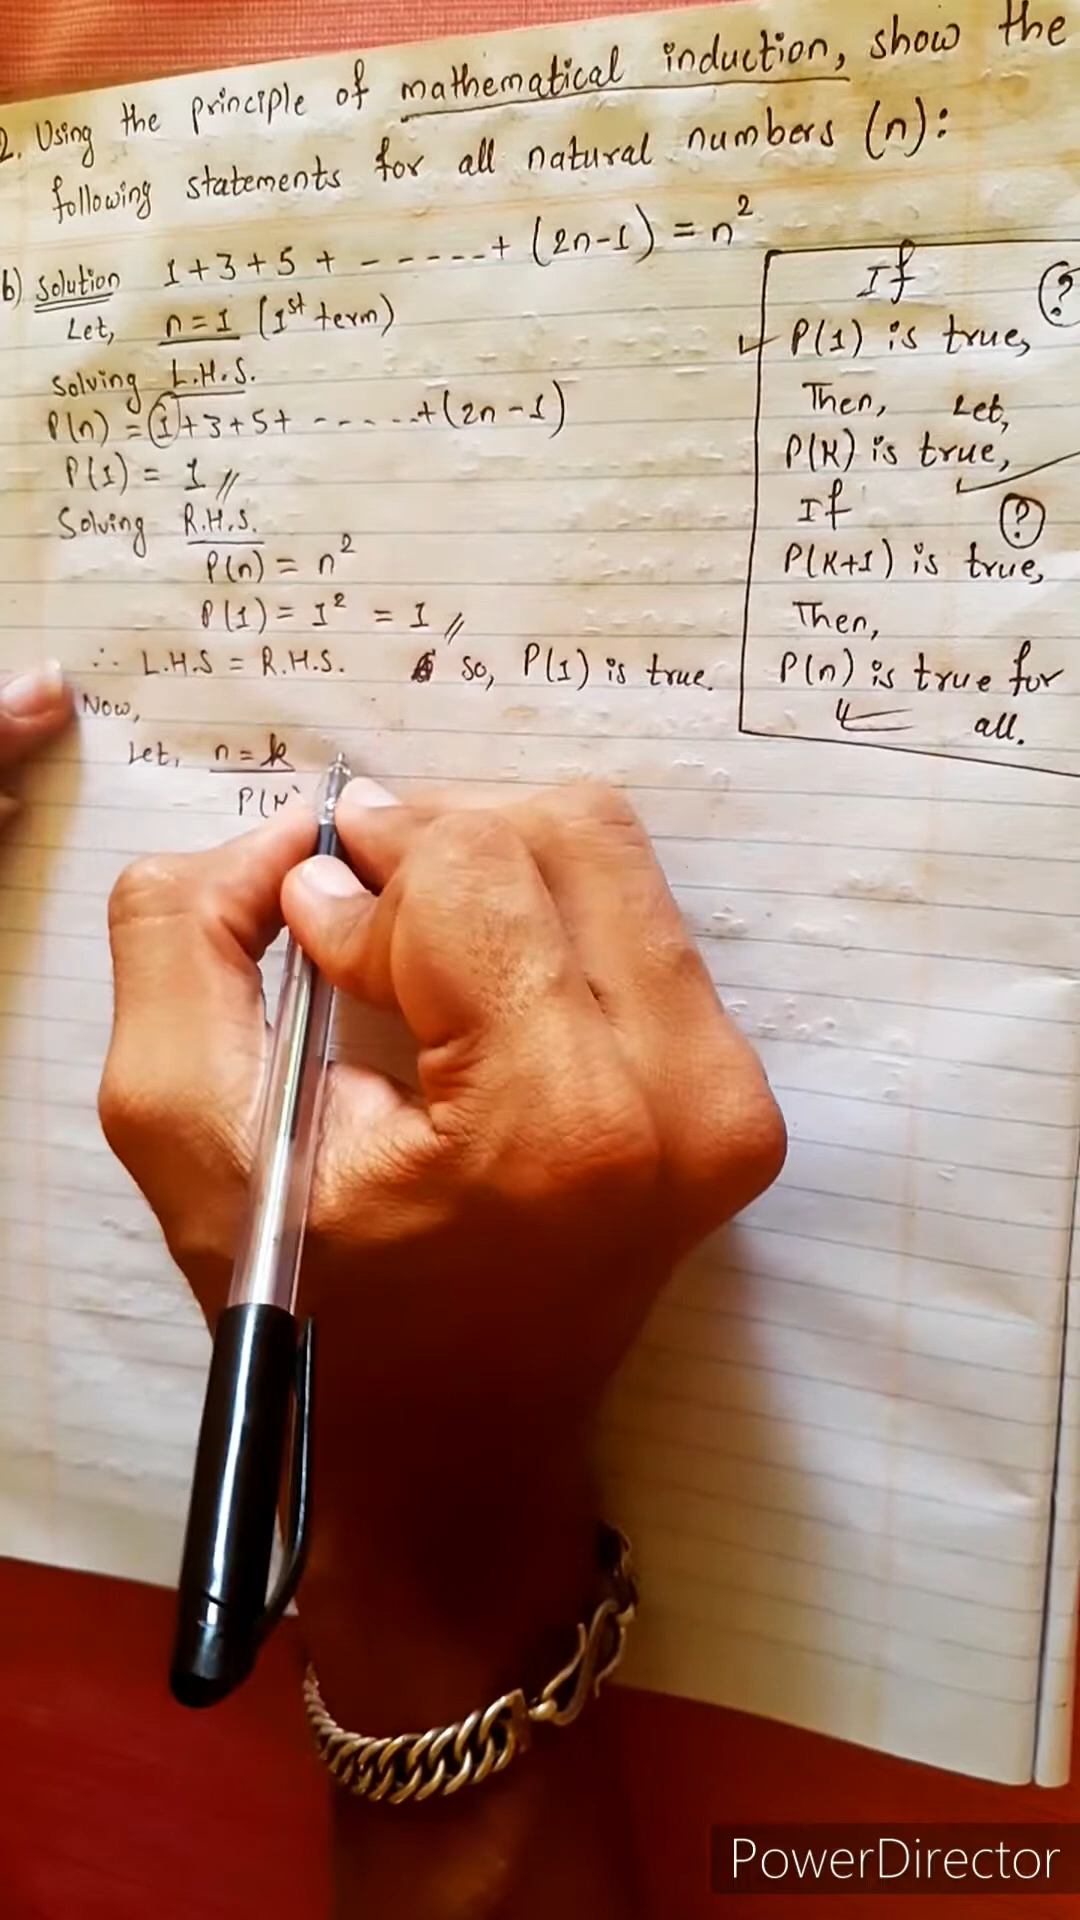 2. Using the principle of mathematical induction, show the
following statements for all natural numbers (n):
b) Solution 1+3+5+ - - - - - -+ (2n-1) = n²
Let, n=1 (1st term)
Solving L.H.S.
P(n) = 1+3+5+ - - - - - -+(2n-1)
P(1) = 1 //
Solving R.H.S.
P(n) = n²
P(1) = 1² = 1 //
∴ L.H.S = R.H.S. So, P(1) is true.
Now,
Let, n=k
P(K)
If ?
P(1) is true,
Then, Let,
P(K) is true,
If ?
P(K+1) is true,
Then,
P(n) is true for
all.
PowerDirector